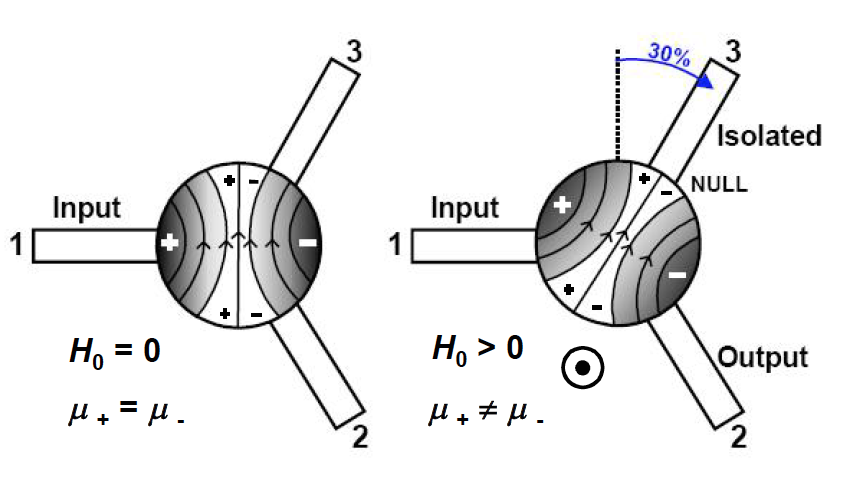 3
Input
1
+
-
+
−
+
-
H0 = 0
μ + = μ -
2
30%
3
Isolated
NULL
Input
1
+
-
+
−
+
-
H0 > 0
μ + ≠ μ -
Output
2